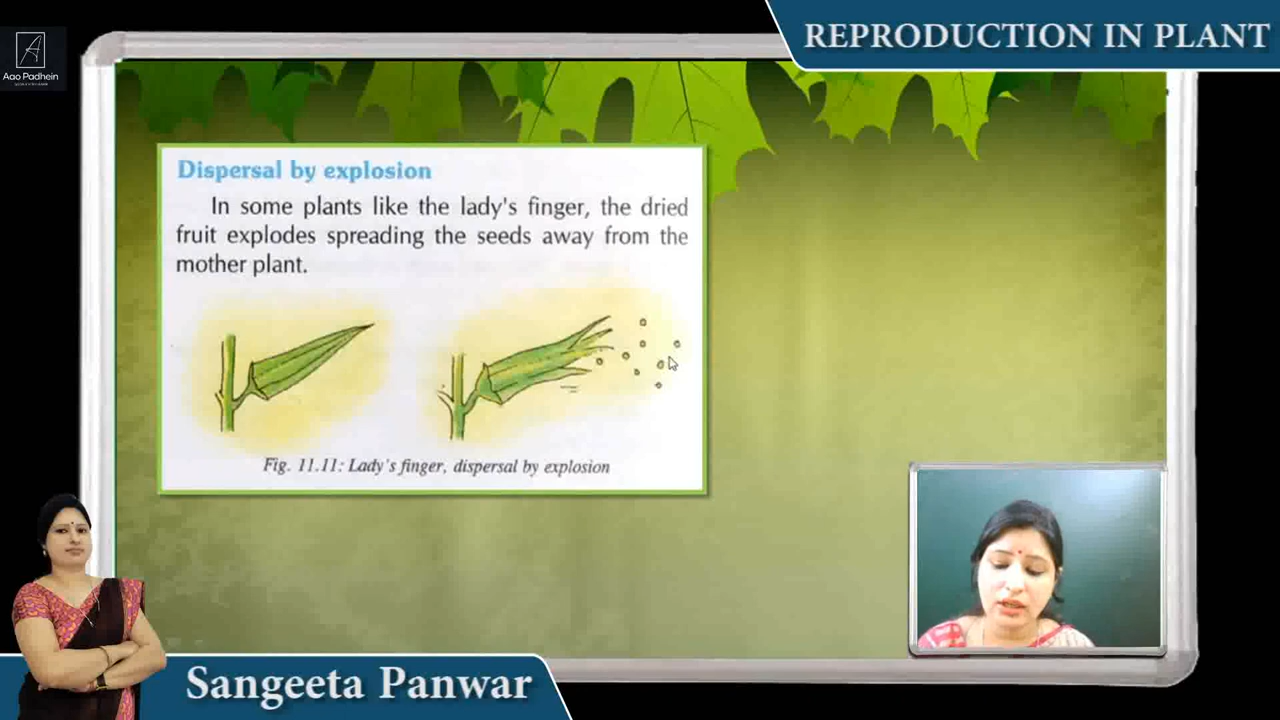 REPRODUCTION IN PLANT
Aao Padhein
Dispersal by explosion
In some plants like the lady's finger, the dried
fruit explodes spreading the seeds away from the
mother plant.
Fig. 11.11: Lady's finger, dispersal by explosion
Sangeeta Panwar